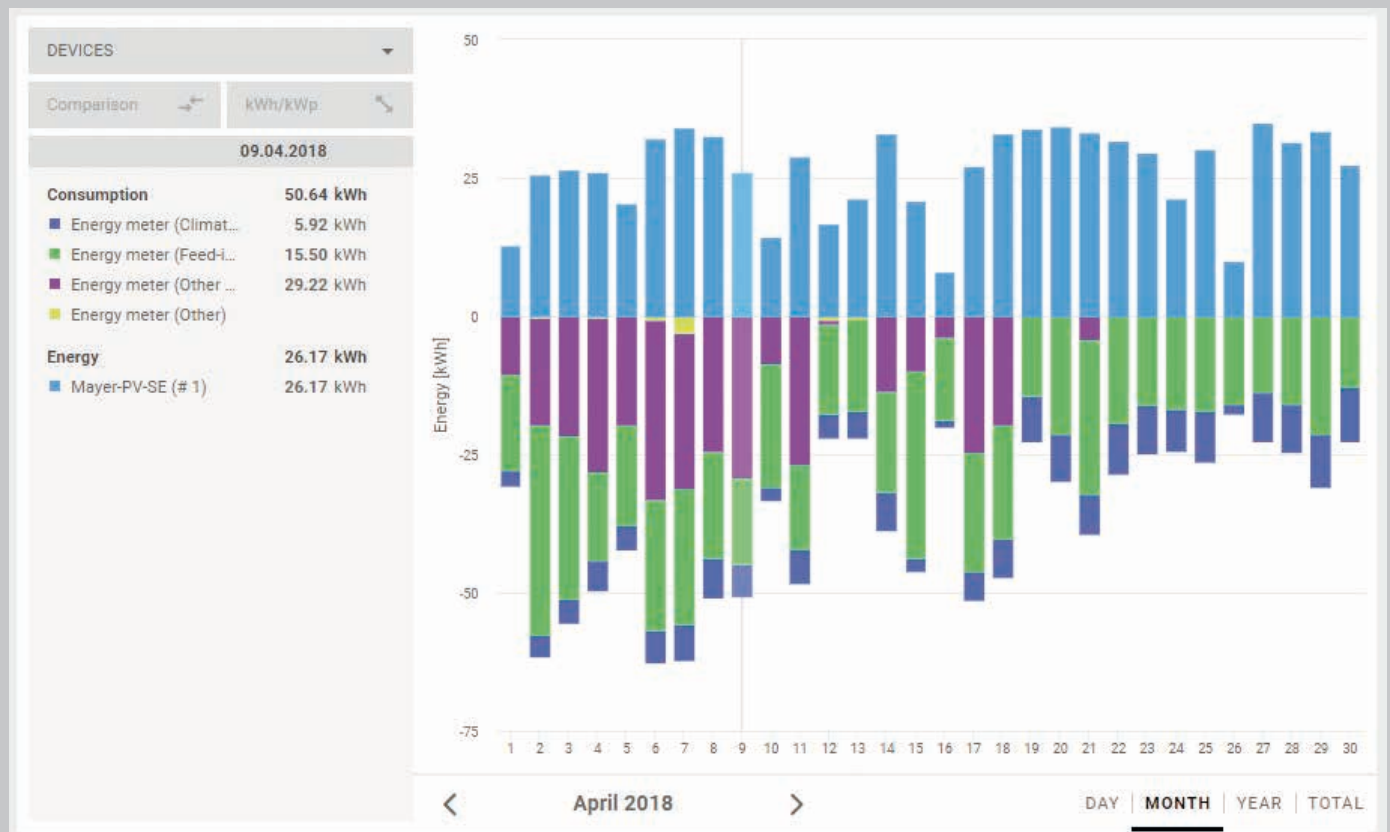 DEVICES
Comparison
kWh/kWp
09.04.2018
Consumption 50.64 kWh
Energy meter (Climat... 5.92 kWh
Energy meter (Feed-i... 15.50 kWh
Energy meter (Other ... 29.22 kWh
Energy meter (Other)
Energy 26.17 kWh
Mayer-PV-SE (# 1) 26.17 kWh
Energy [kWh]
50
25
0
-25
-50
-75
1 2 3 4 5 6 7 8 9 10 11 12 13 14 15 16 17 18 19 20 21 22 23 24 25 26 27 28 29 30
April 2018
DAY MONTH YEAR TOTAL